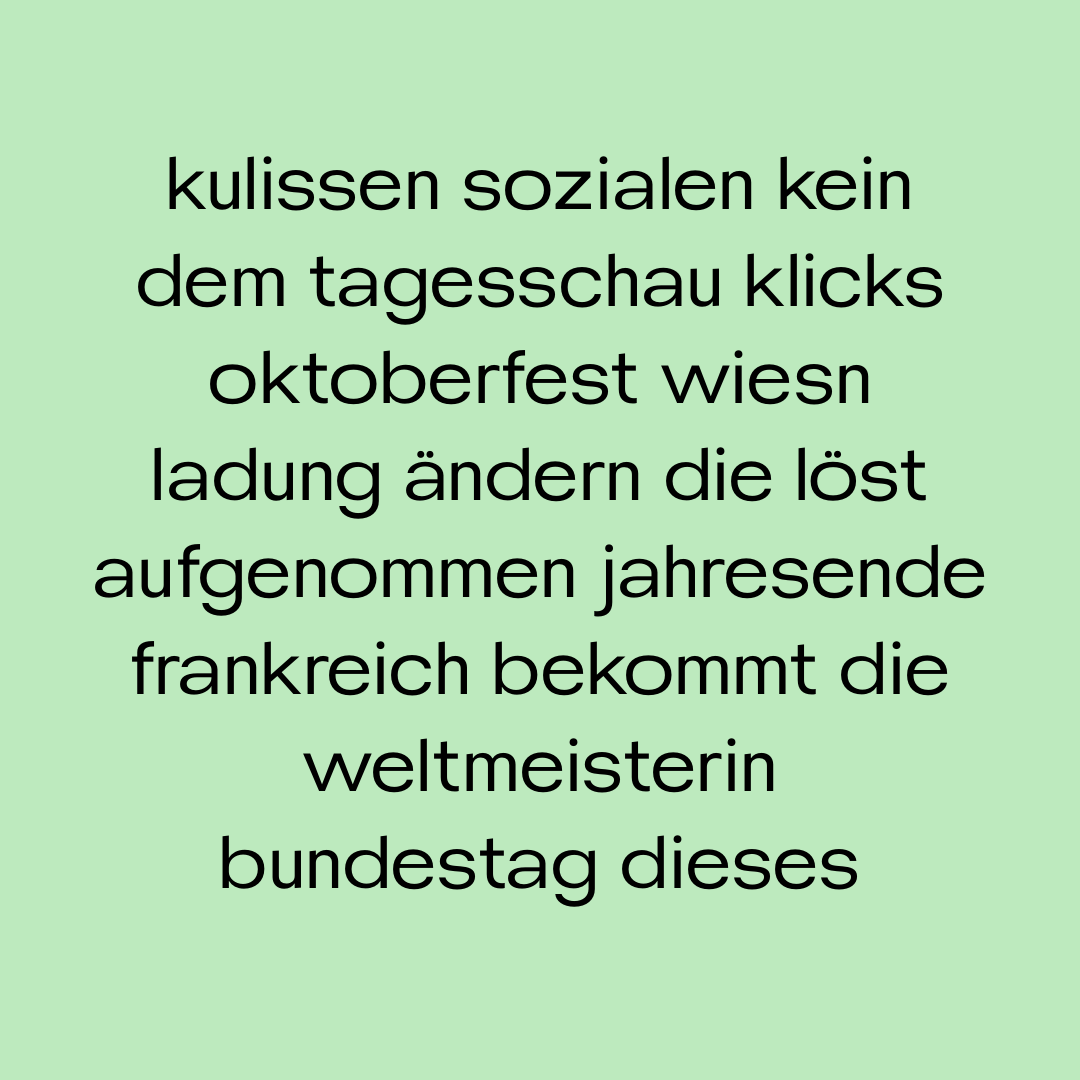 kulissen sozialen kein
dem tagesschau klicks
oktoberfest wiesn
ladung ändern die löst
aufgenommen jahresende
frankreich bekommt die
weltmeisterin
bundestag dieses